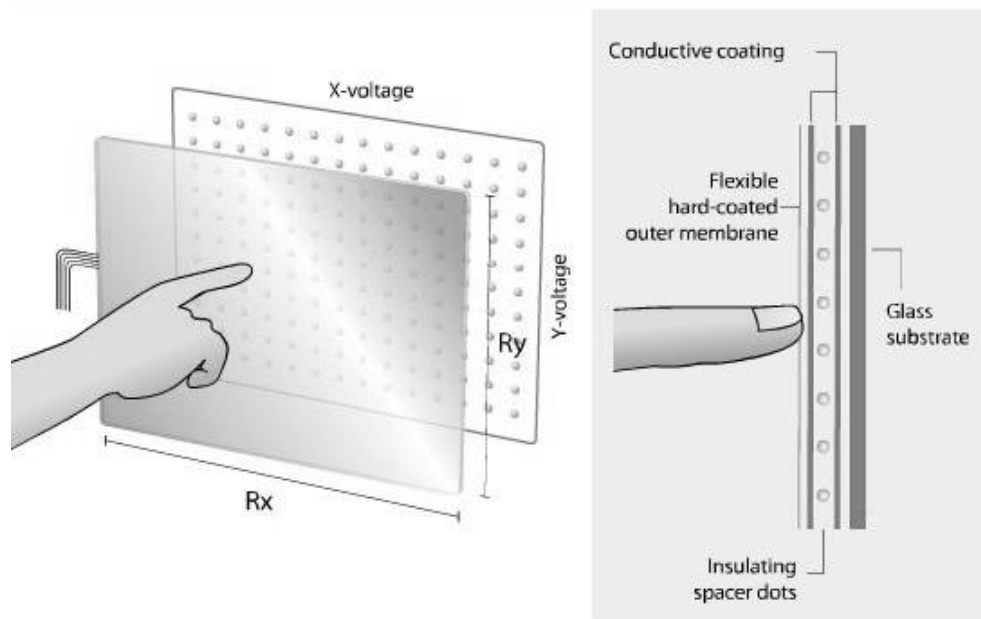 X-voltage
Y-voltage
Ry
Rx
Conductive coating
Flexible
hard-coated
outer membrane
Glass
substrate
Insulating
spacer dots